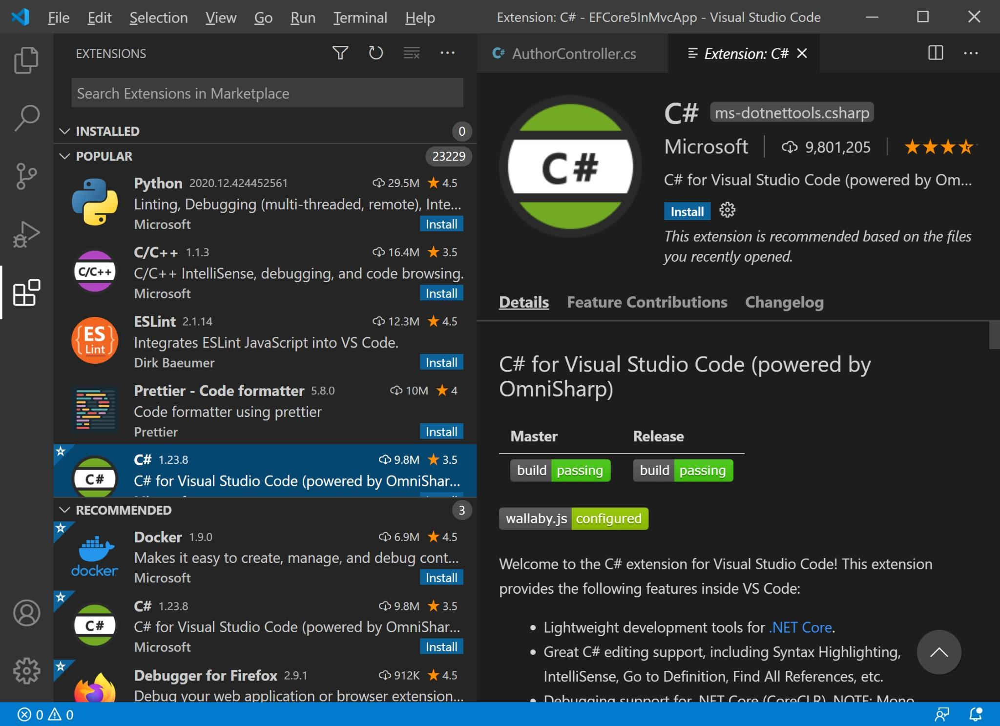 File Edit Selection View Go Run Terminal Help
Extension: C# - EFCore5InMvcApp - Visual Studio Code
EXTENSIONS
Search Extensions in Marketplace
INSTALLED 0
POPULAR 23229
Python 2020.12.424452561 29.5M 4.5
Linting, Debugging (multi-threaded, remote), Inte...
Microsoft Install
C/C++
C/C++ 1.1.3 16.4M 3.5
C/C++ IntelliSense, debugging, and code browsing.
Microsoft Install
ES
Lint
ESLint 2.1.14 12.3M 4.5
Integrates ESLint JavaScript into VS Code.
Dirk Baeumer Install
Prettier - Code formatter 5.8.0 10M 4
Code formatter using prettier
Prettier Install
C#
C# 1.23.8 9.8M 3.5
C# for Visual Studio Code (powered by OmniShar...
RECOMMENDED 3
docker
Docker 1.9.0 6.9M 4.5
Makes it easy to create, manage, and debug cont...
Microsoft Install
C#
C# 1.23.8 9.8M 3.5
C# for Visual Studio Code (powered by OmniShar...
Microsoft Install
Debugger for Firefox 2.9.1 912K 4.5
Debug your web application or browser extension...
C# AuthorController.cs
Extension: C#
C#
C# ms-dotnettools.csharp
Microsoft 9,801,205
C# for Visual Studio Code (powered by Om...
Install
This extension is recommended based on the files
you recently opened.
Details Feature Contributions Changelog
C# for Visual Studio Code (powered by
OmniSharp)
Master Release
build passing build passing
wallaby.js configured
Welcome to the C# extension for Visual Studio Code! This extension
provides the following features inside VS Code:
• Lightweight development tools for .NET Core.
• Great C# editing support, including Syntax Highlighting,
IntelliSense, Go to Definition, Find All References, etc.
• Debugging support for .NET Core (CoreCLR). NOTE: Mono
0 0